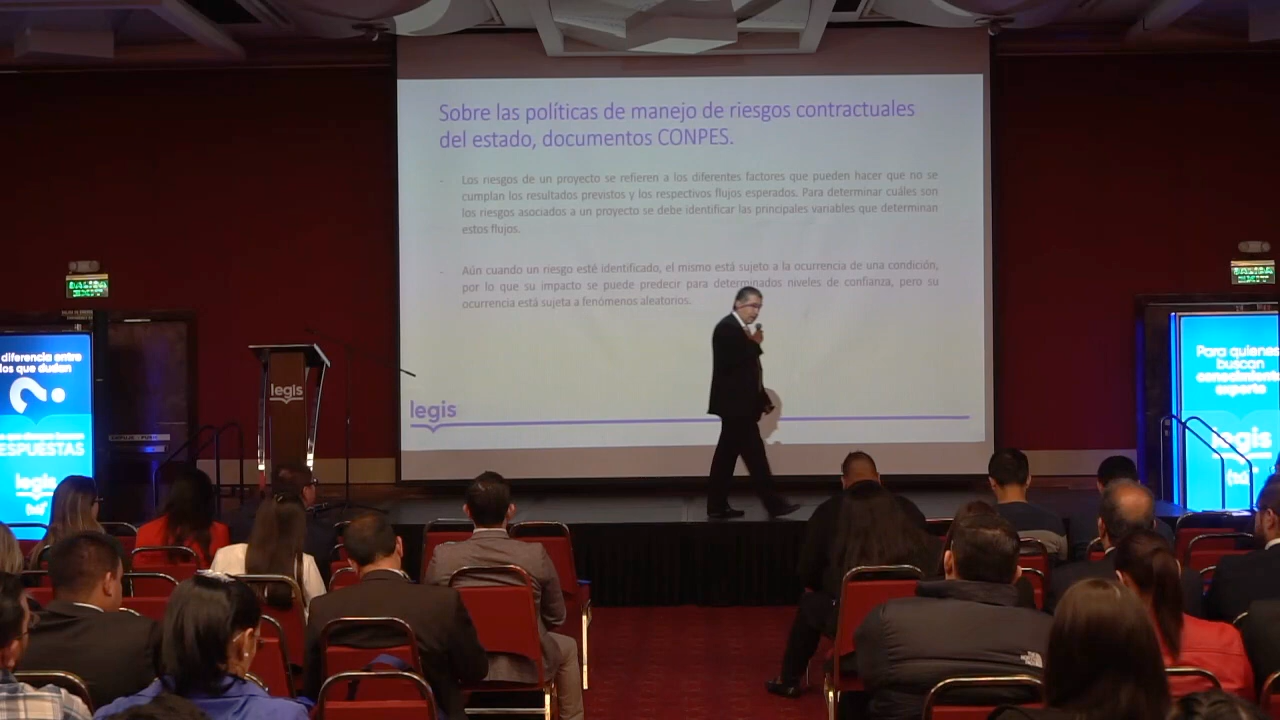 Sobre las políticas de manejo de riesgos contractuales
del estado, documentos CONPES.
- Los riesgos de un proyecto se refieren a los diferentes factores que pueden hacer que no se
cumplan los resultados previstos y los respectivos flujos esperados. Para determinar cuáles son
los riesgos asociados a un proyecto se debe identificar las principales variables que determinan
estos flujos.
- Aún cuando un riesgo esté identificado, el mismo está sujeto a la ocurrencia de una condición,
por lo que su impacto se puede predecir para determinados niveles de confianza, pero su
ocurrencia está sujeta a fenómenos aleatorios.
legis
SALIDA
SALIDA
legis
diferencia entre
los que dudan
ESPUESTAS
legis
Para quienes
buscan
conocimiento
experto
legis